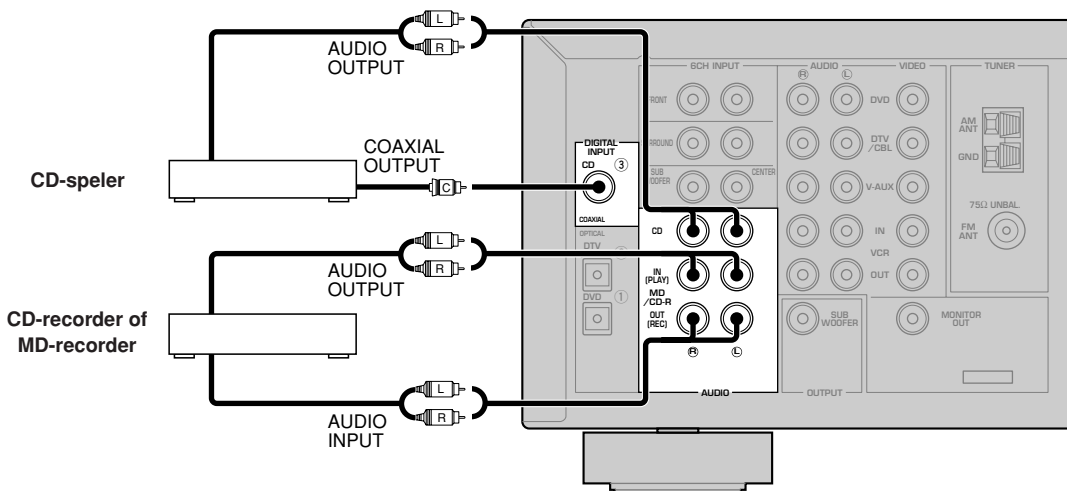 L
R
AUDIO
OUTPUT
COAXIAL
OUTPUT
C
CD-speler
L
R
AUDIO
OUTPUT
CD-recorder of
MD-recorder
L
R
AUDIO
INPUT
DIGITAL
INPUT
CD ③
COAXIAL
OPTICAL
DTV
DVD ①
6CH INPUT
FRONT
SURROUND
SUB
WOOFER
CENTER
CD
IN
(PLAY)
MD
/CD-R
OUT
(REC)
R L
AUDIO
AUDIO
R L
VIDEO
DVD
DTV
/CBL
V-AUX
IN
VCR
OUT
SUB
WOOFER
OUTPUT
MONITOR
OUT
TUNER
AM
ANT
GND
75Ω UNBAL.
FM
ANT